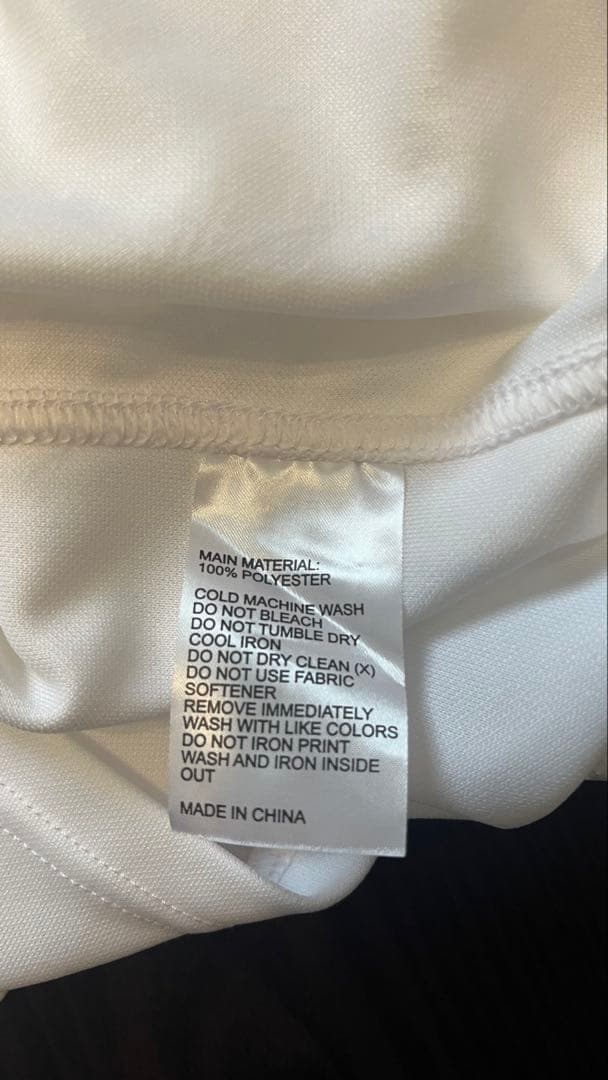 MAIN MATERIAL:
100% POLYESTER
COLD MACHINE WASH
DO NOT BLEACH
DO NOT TUMBLE DRY
COOL IRON
DO NOT DRY CLEAN (X)
DO NOT USE FABRIC
SOFTENER
REMOVE IMMEDIATELY
WASH WITH LIKE COLORS
DO NOT IRON PRINT
WASH AND IRON INSIDE
OUT
MADE IN CHINA